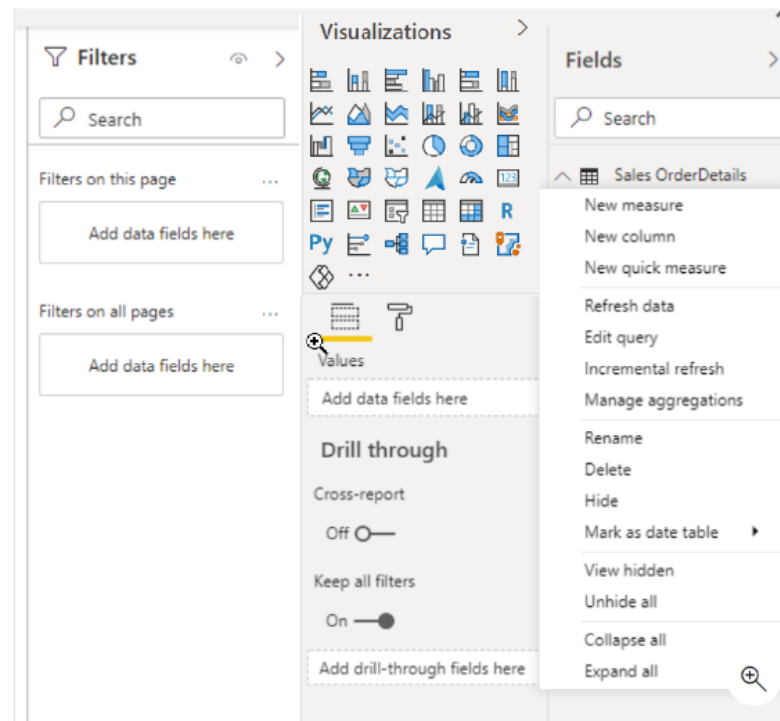 Filters
Search
Filters on this page
...
Add data fields here
Filters on all pages
...
Add data fields here
Visualizations
123
R
Py
...
Values
Add data fields here
Drill through
Cross-report
Off
Keep all filters
On
Add drill-through fields here
Fields
Search
Sales OrderDetails
New measure
New column
New quick measure
Refresh data
Edit query
Incremental refresh
Manage aggregations
Rename
Delete
Hide
Mark as date table
View hidden
Unhide all
Collapse all
Expand all